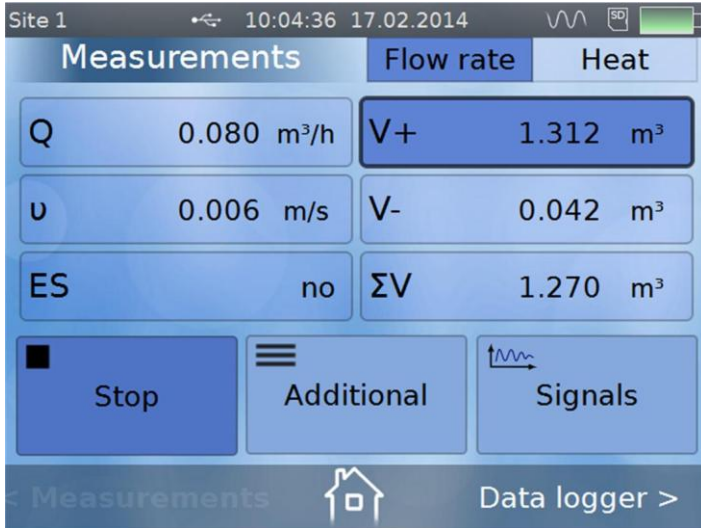 Site 1 10:04:36 17.02.2014 SD
Measurements Flow rate Heat
Q 0.080 m³/h V+ 1.312 m³
υ 0.006 m/s V- 0.042 m³
ES no ΣV 1.270 m³
Stop Additional Signals
< Measurements Data logger >